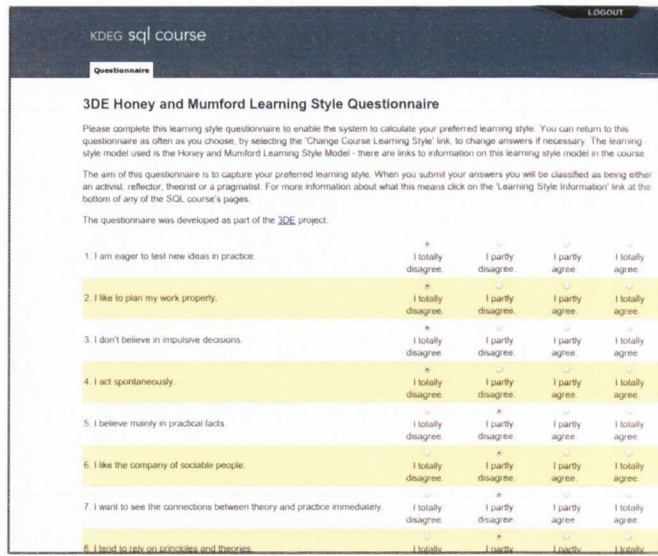 LOGOUT
KDEG sql course
Questionnaire
3DE Honey and Mumford Learning Style Questionnaire
Please complete this learning style questionnaire to enable the system to calculate your preferred learning style. You can return to this
questionnaire as often as you choose, by selecting the 'Change Course Learning Style' link, to change answers if necessary. The learning
style model used is the Honey and Mumford Learning Style Model - there are links to information on this learning style model in the course.
The aim of this questionnaire is to capture your preferred learning style. When you submit your answers you will be classified as being either
an activist, reflector, theorist or a pragmatist. For more information about what this means click on the 'Learning Style Information' link at the
bottom of any of the SQL course's pages.
The questionnaire was developed as part of the 3DE project.
1. I am eager to test new ideas in practice. I totally I partly I partly I totally
disagree. disagree. agree. agree.
2. I like to plan my work properly. I totally I partly I partly I totally
disagree. disagree. agree. agree.
3. I don't believe in impulsive decisions. I totally I partly I partly I totally
disagree. disagree. agree. agree.
4. I act spontaneously. I totally I partly I partly I totally
disagree. disagree. agree. agree.
5. I believe mainly in practical facts. I totally I partly I partly I totally
disagree. disagree. agree. agree.
6. I like the company of sociable people. I totally I partly I partly I totally
disagree. disagree. agree. agree.
7. I want to see the connections between theory and practice immediately. I totally I partly I partly I totally
disagree. disagree. agree. agree.
8. I tend to rely on principles and theories. I totally I partly I partly I totally